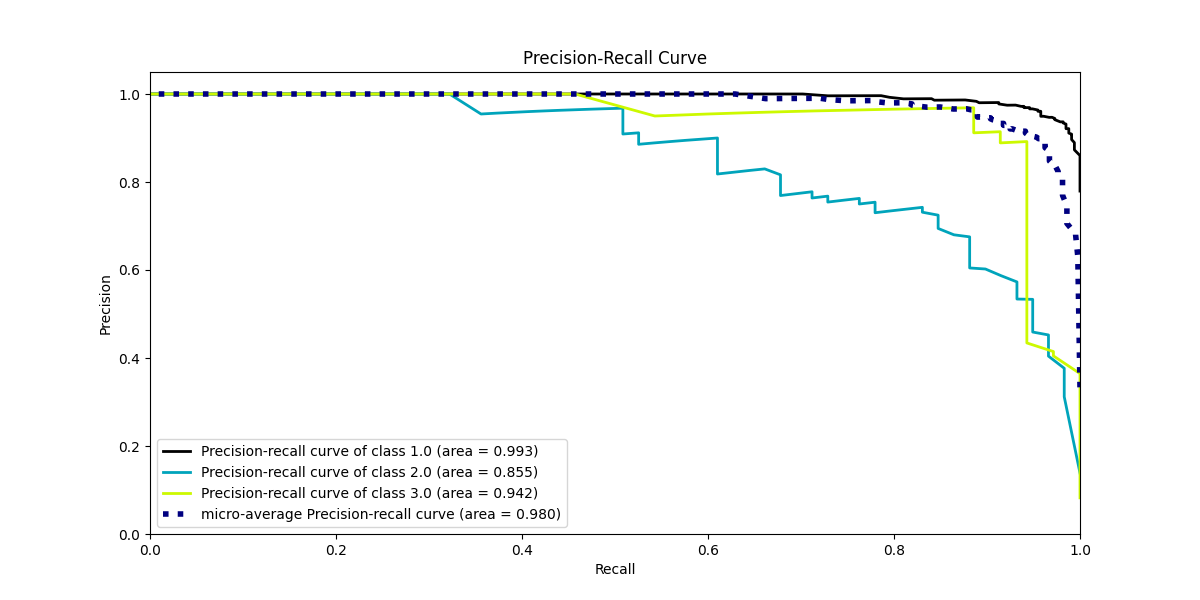 Precision-Recall Curve
1.0
0.8
0.6
0.4
0.2
0.0
Precision
Precision-recall curve of class 1.0 (area = 0.993)
Precision-recall curve of class 2.0 (area = 0.855)
Precision-recall curve of class 3.0 (area = 0.942)
micro-average Precision-recall curve (area = 0.980)
0.0 0.2 0.4 0.6 0.8 1.0
Recall